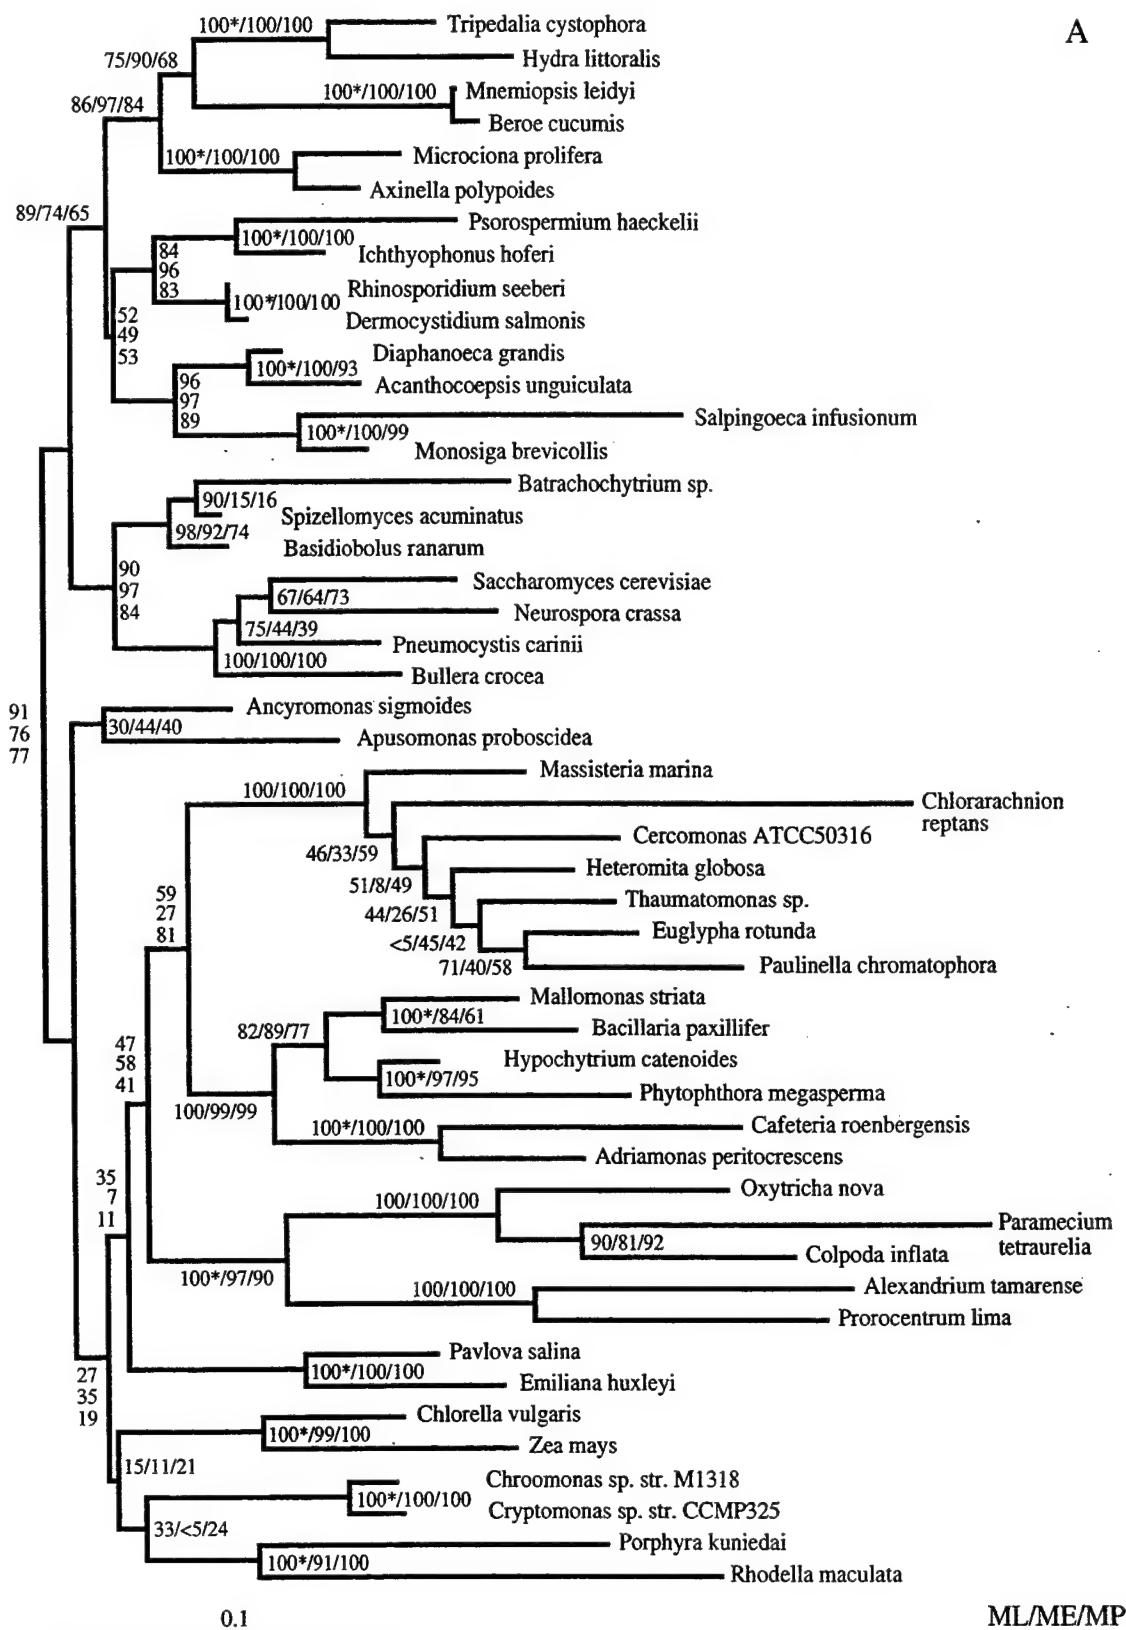 A
100*/100/100
Tripedalia cystophora
Hydra littoralis
75/90/68
100*/100/100
Mnemiopsis leidyi
Beroe cucumis
86/97/84
100*/100/100
Microciona prolifera
Axinella polypoides
89/74/65
Psorospermium haeckelii
100*/100/100
Ichthyophonus hoferi
84
96
83
Rhinosporidium seeberi
100*/100/100
Dermocystidium salmonis
52
49
53
Diaphanoeca grandis
100*/100/93
Acanthocoepsis unguiculata
96
97
89
Salpingoeca infusionum
100*/100/99
Monosiga brevicollis
Batrachochytrium sp.
90/15/16
Spizellomyces acuminatus
98/92/74
Basidiobolus ranarum
90
97
84
Saccharomyces cerevisiae
67/64/73
Neurospora crassa
75/44/39
Pneumocystis carinii
100/100/100
Bullera crocea
91
76
77
Ancyromonas sigmoides
30/44/40
Apusomonas proboscidea
Massisteria marina
100/100/100
Chlorarachnion
reptans
Cercomonas ATCC50316
46/33/59
Heteromita globosa
51/8/49
Thaumatomonas sp.
44/26/51
Euglypha rotunda
<5/45/42
Paulinella chromatophora
71/40/58
59
27
81
Mallomonas striata
100*/84/61
Bacillaria paxillifer
82/89/77
Hypochytrium catenoides
100*/97/95
Phytophthora megasperma
47
58
41
100/99/99
Cafeteria roenbergensis
100*/100/100
Adriamonas peritocrescens
35
7
11
Oxytricha nova
100/100/100
Paramecium
tetraurelia
90/81/92
Colpoda inflata
100*/97/90
Alexandrium tamarense
100/100/100
Prorocentrum lima
Pavlova salina
100*/100/100
Emiliana huxleyi
27
35
19
Chlorella vulgaris
100*/99/100
Zea mays
15/11/21
Chroomonas sp. str. M1318
100*/100/100
Cryptomonas sp. str. CCMP325
33/<5/24
Porphyra kuniedai
100*/91/100
Rhodella maculata
0.1
ML/ME/MP